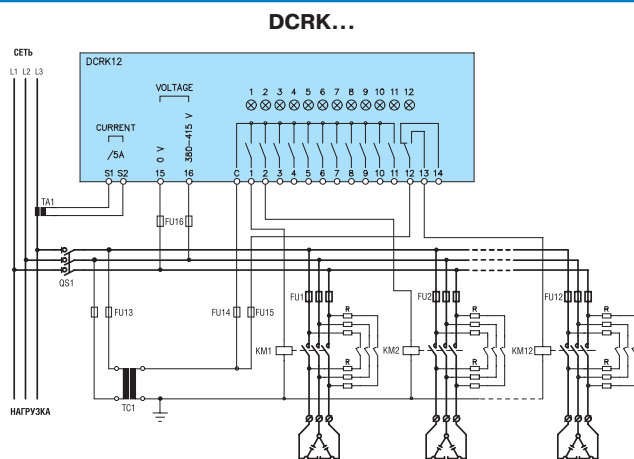 DCRK...
СЕТЬ
L1 L2 L3
DCRK12
VOLTAGE
CURRENT
/5A
0 V
380-415 V
1 2 3 4 5 6 7 8 9 10 11 12
S1 S2 15 16 C 1 2 3 4 5 6 7 8 9 10 11 12 13 14
TA1
FU16
QS1
FU1 FU2 FU12
FU13 FU14 FU15
R R R
KM1 KM2 KM12
R R R
TC1
НАГРУЗКА